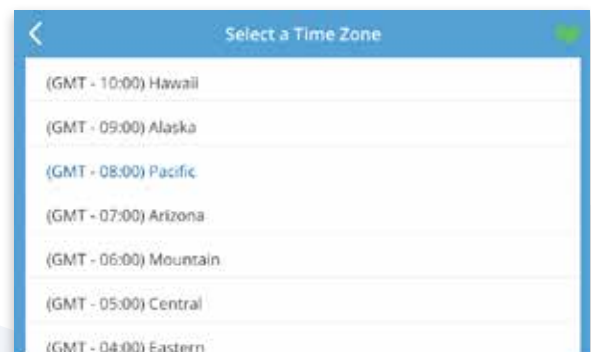 Select a Time Zone
(GMT - 10:00) Hawaii
(GMT - 09:00) Alaska
(GMT - 08:00) Pacific
(GMT - 07:00) Arizona
(GMT - 06:00) Mountain
(GMT - 05:00) Central
(GMT - 04:00) Eastern